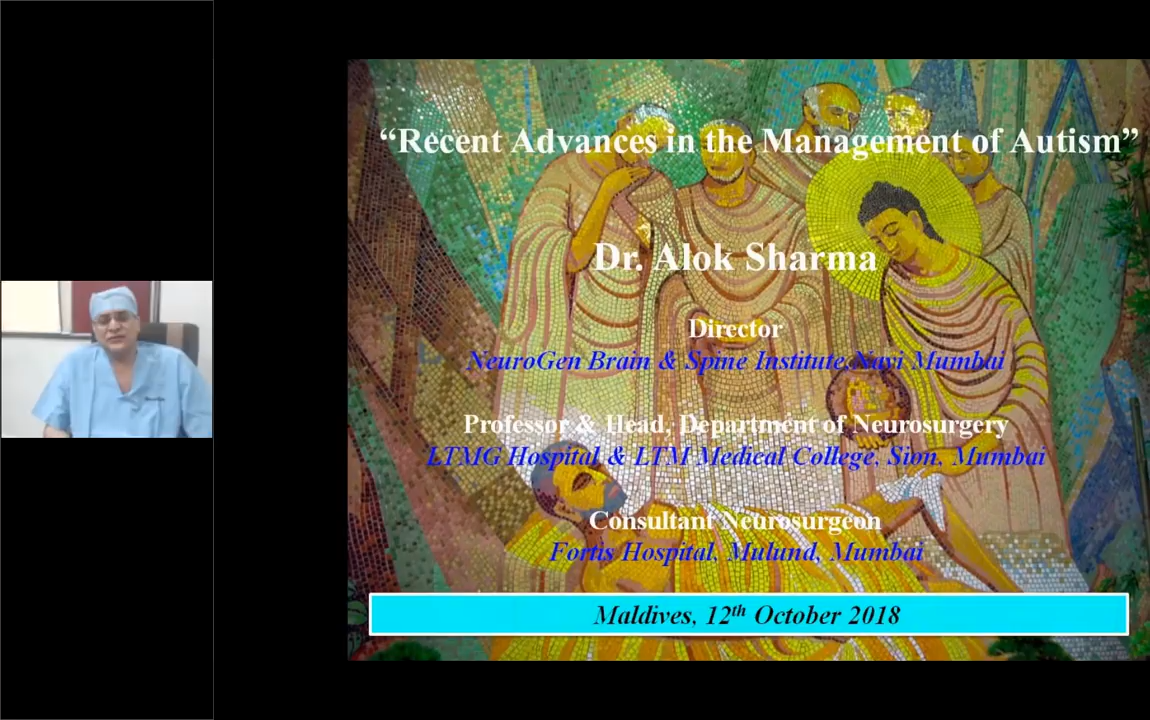 “Recent Advances in the Management of Autism”
Dr. Alok Sharma
Director
NeuroGen Brain & Spine Institute,Navi Mumbai
Professor & Head, Department of Neurosurgery
LTMG Hospital & LTM Medical College, Sion, Mumbai
Consultant Neurosurgeon
Fortis Hospital, Mulund, Mumbai
Maldives, 12th October 2018